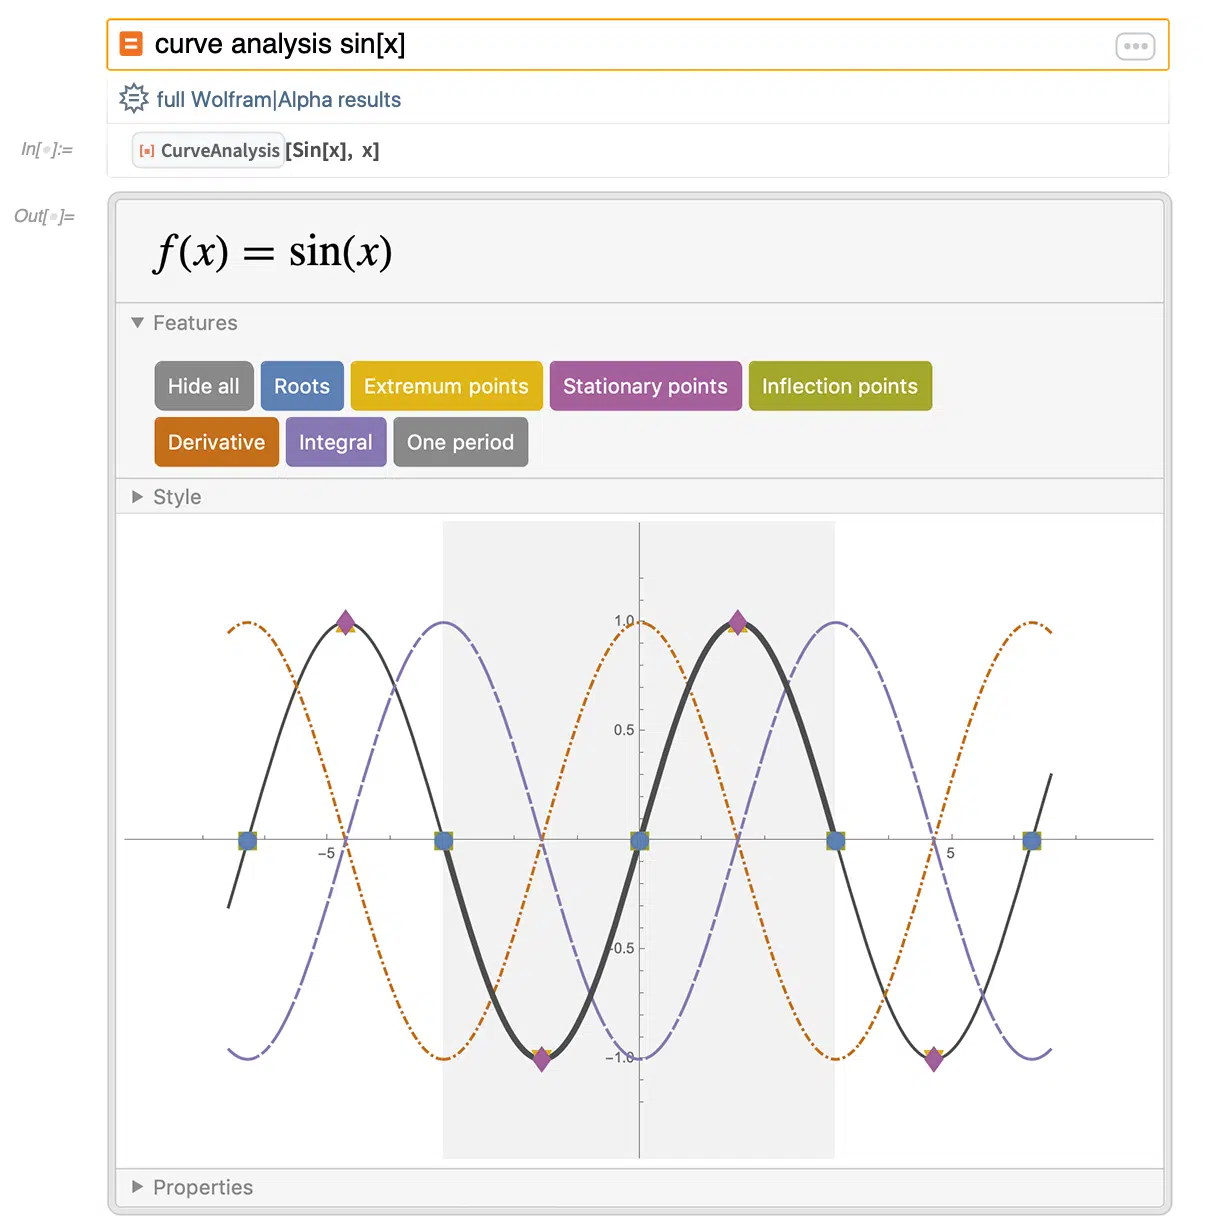 curve analysis sin[x]
full Wolfram|Alpha results
In[•]:= CurveAnalysis[Sin[x], x]
Out[•]=
f(x) = sin(x)
Features
Hide all Roots Extremum points Stationary points Inflection points
Derivative Integral One period
Style
1.0
0.5
−5 5
-0.5
−1.0
Properties